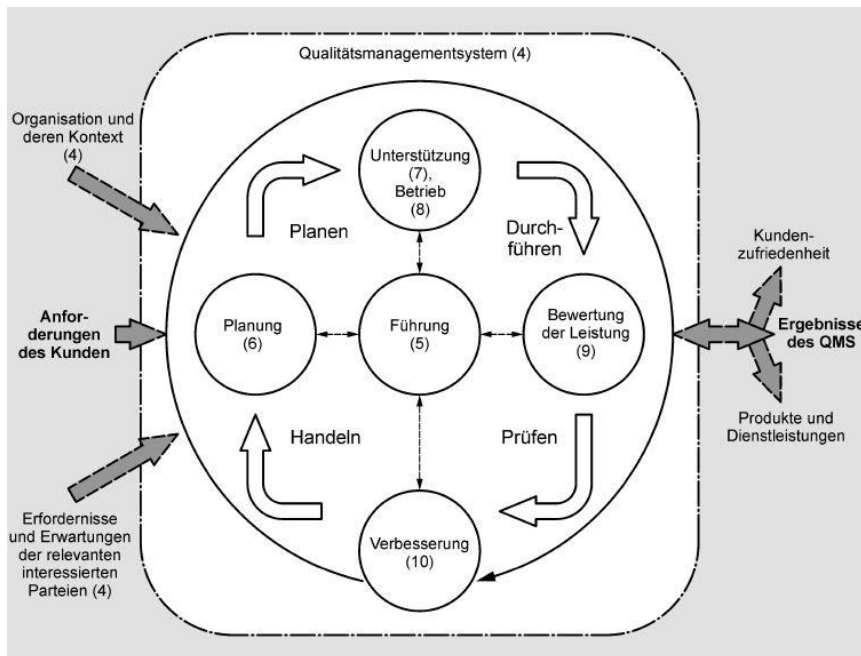 Qualitätsmanagementsystem (4)
Organisation und
deren Kontext
(4)
Unterstützung
(7),
Betrieb
(8)
Planen
Durch-
führen
Kunden-
zufriedenheit
Anfor-
derungen
des Kunden
Planung
(6)
Führung
(5)
Bewertung
der Leistung
(9)
Ergebnisse
des QMS
Handeln
Prüfen
Produkte und
Dienstleistungen
Erfordernisse
und Erwartungen
der relevanten
interessierten
Parteien (4)
Verbesserung
(10)